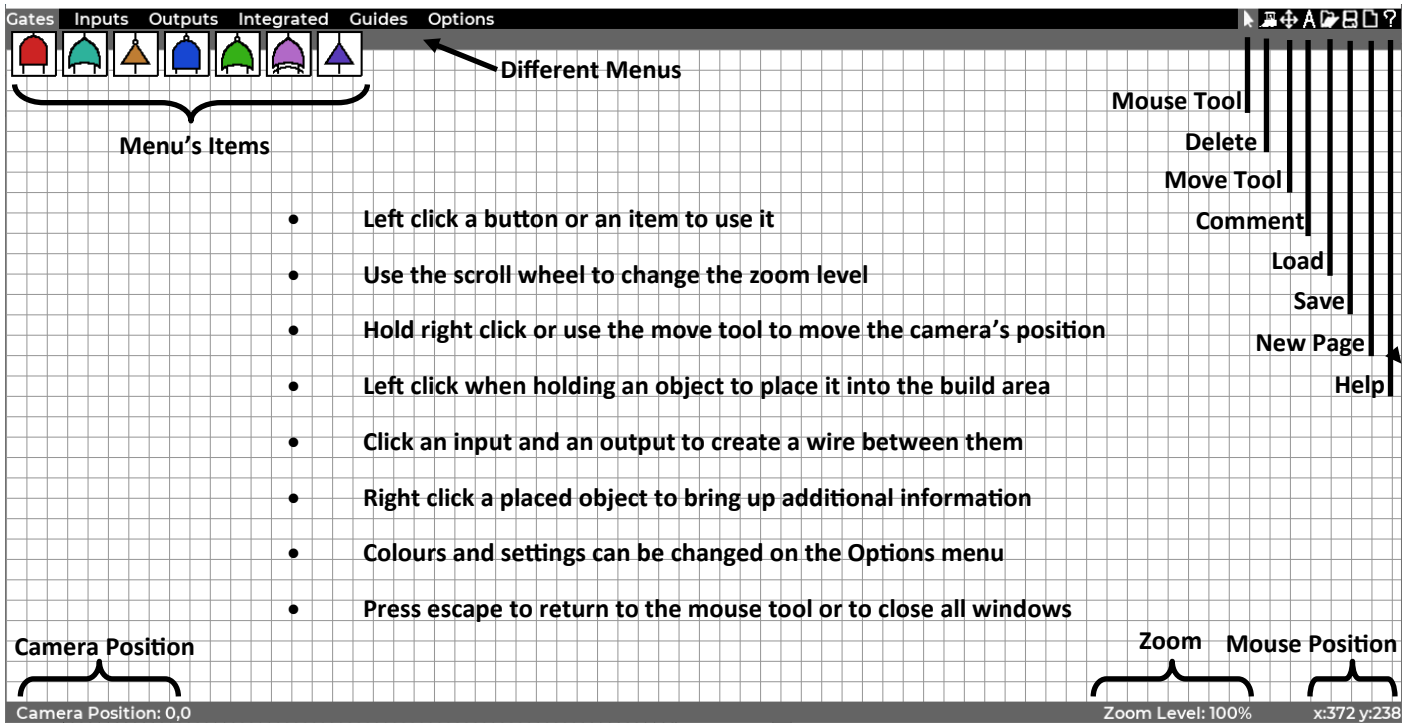 Gates Inputs Outputs Integrated Guides Options
Different Menus
Menu's Items
Mouse Tool
Delete
Move Tool
Comment
Load
Save
New Page
Help
• Left click a button or an item to use it
• Use the scroll wheel to change the zoom level
• Hold right click or use the move tool to move the camera's position
• Left click when holding an object to place it into the build area
• Click an input and an output to create a wire between them
• Right click a placed object to bring up additional information
• Colours and settings can be changed on the Options menu
• Press escape to return to the mouse tool or to close all windows
Camera Position
Zoom
Mouse Position
Camera Position: 0,0
Zoom Level: 100%
x:372 y:238